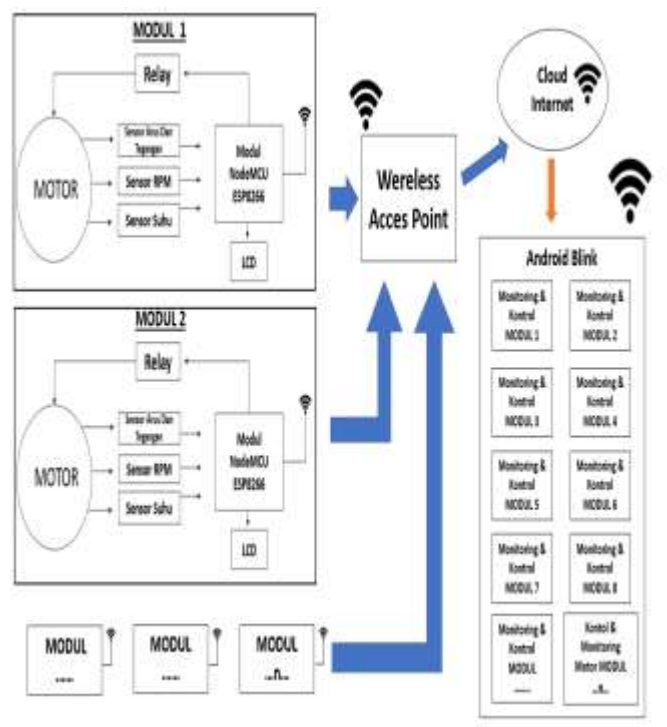 MODUL 1
Relay
Sensor Arus Dan
Tegangan
MOTOR
Sensor RPM
Sensor Suhu
Modul
NodeMCU
ESP8266
LCD
MODUL 2
Relay
Sensor Arus Dan
Tegangan
MOTOR
Sensor RPM
Sensor Suhu
Modul
NodeMCU
ESP8266
LCD
MODUL
....
MODUL
....
MODUL
..n..
Wereless
Acces Point
Cloud
Internet
Android Blink
Monitoring &
Kontrol
MODUL 1
Monitoring &
Kontrol
MODUL 2
Monitoring &
Kontrol
MODUL 3
Monitoring &
Kontrol
MODUL 4
Monitoring &
Kontrol
MODUL 5
Monitoring &
Kontrol
MODUL 6
Monitoring &
Kontrol
MODUL 7
Monitoring &
Kontrol
MODUL 8
Monitoring &
Kontrol
MODUL
.....
Kontol &
Monitoring
Motor MODUL
..n..